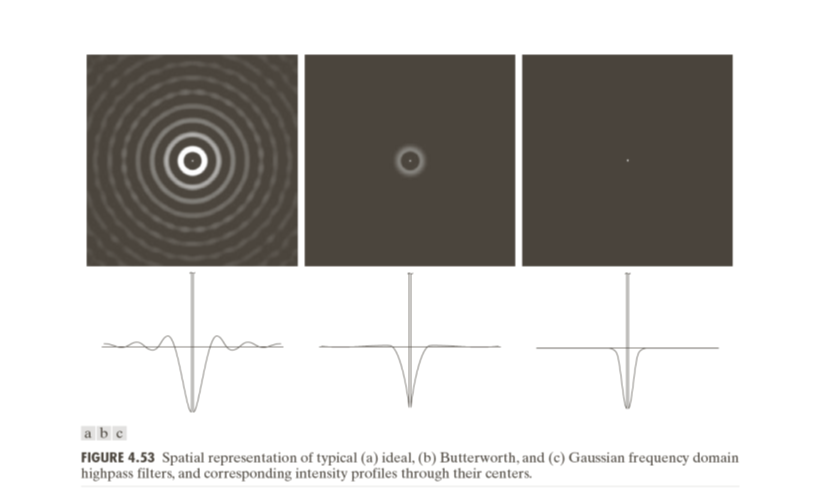 a b c
FIGURE 4.53 Spatial representation of typical (a) ideal, (b) Butterworth, and (c) Gaussian frequency domain
highpass filters, and corresponding intensity profiles through their centers.